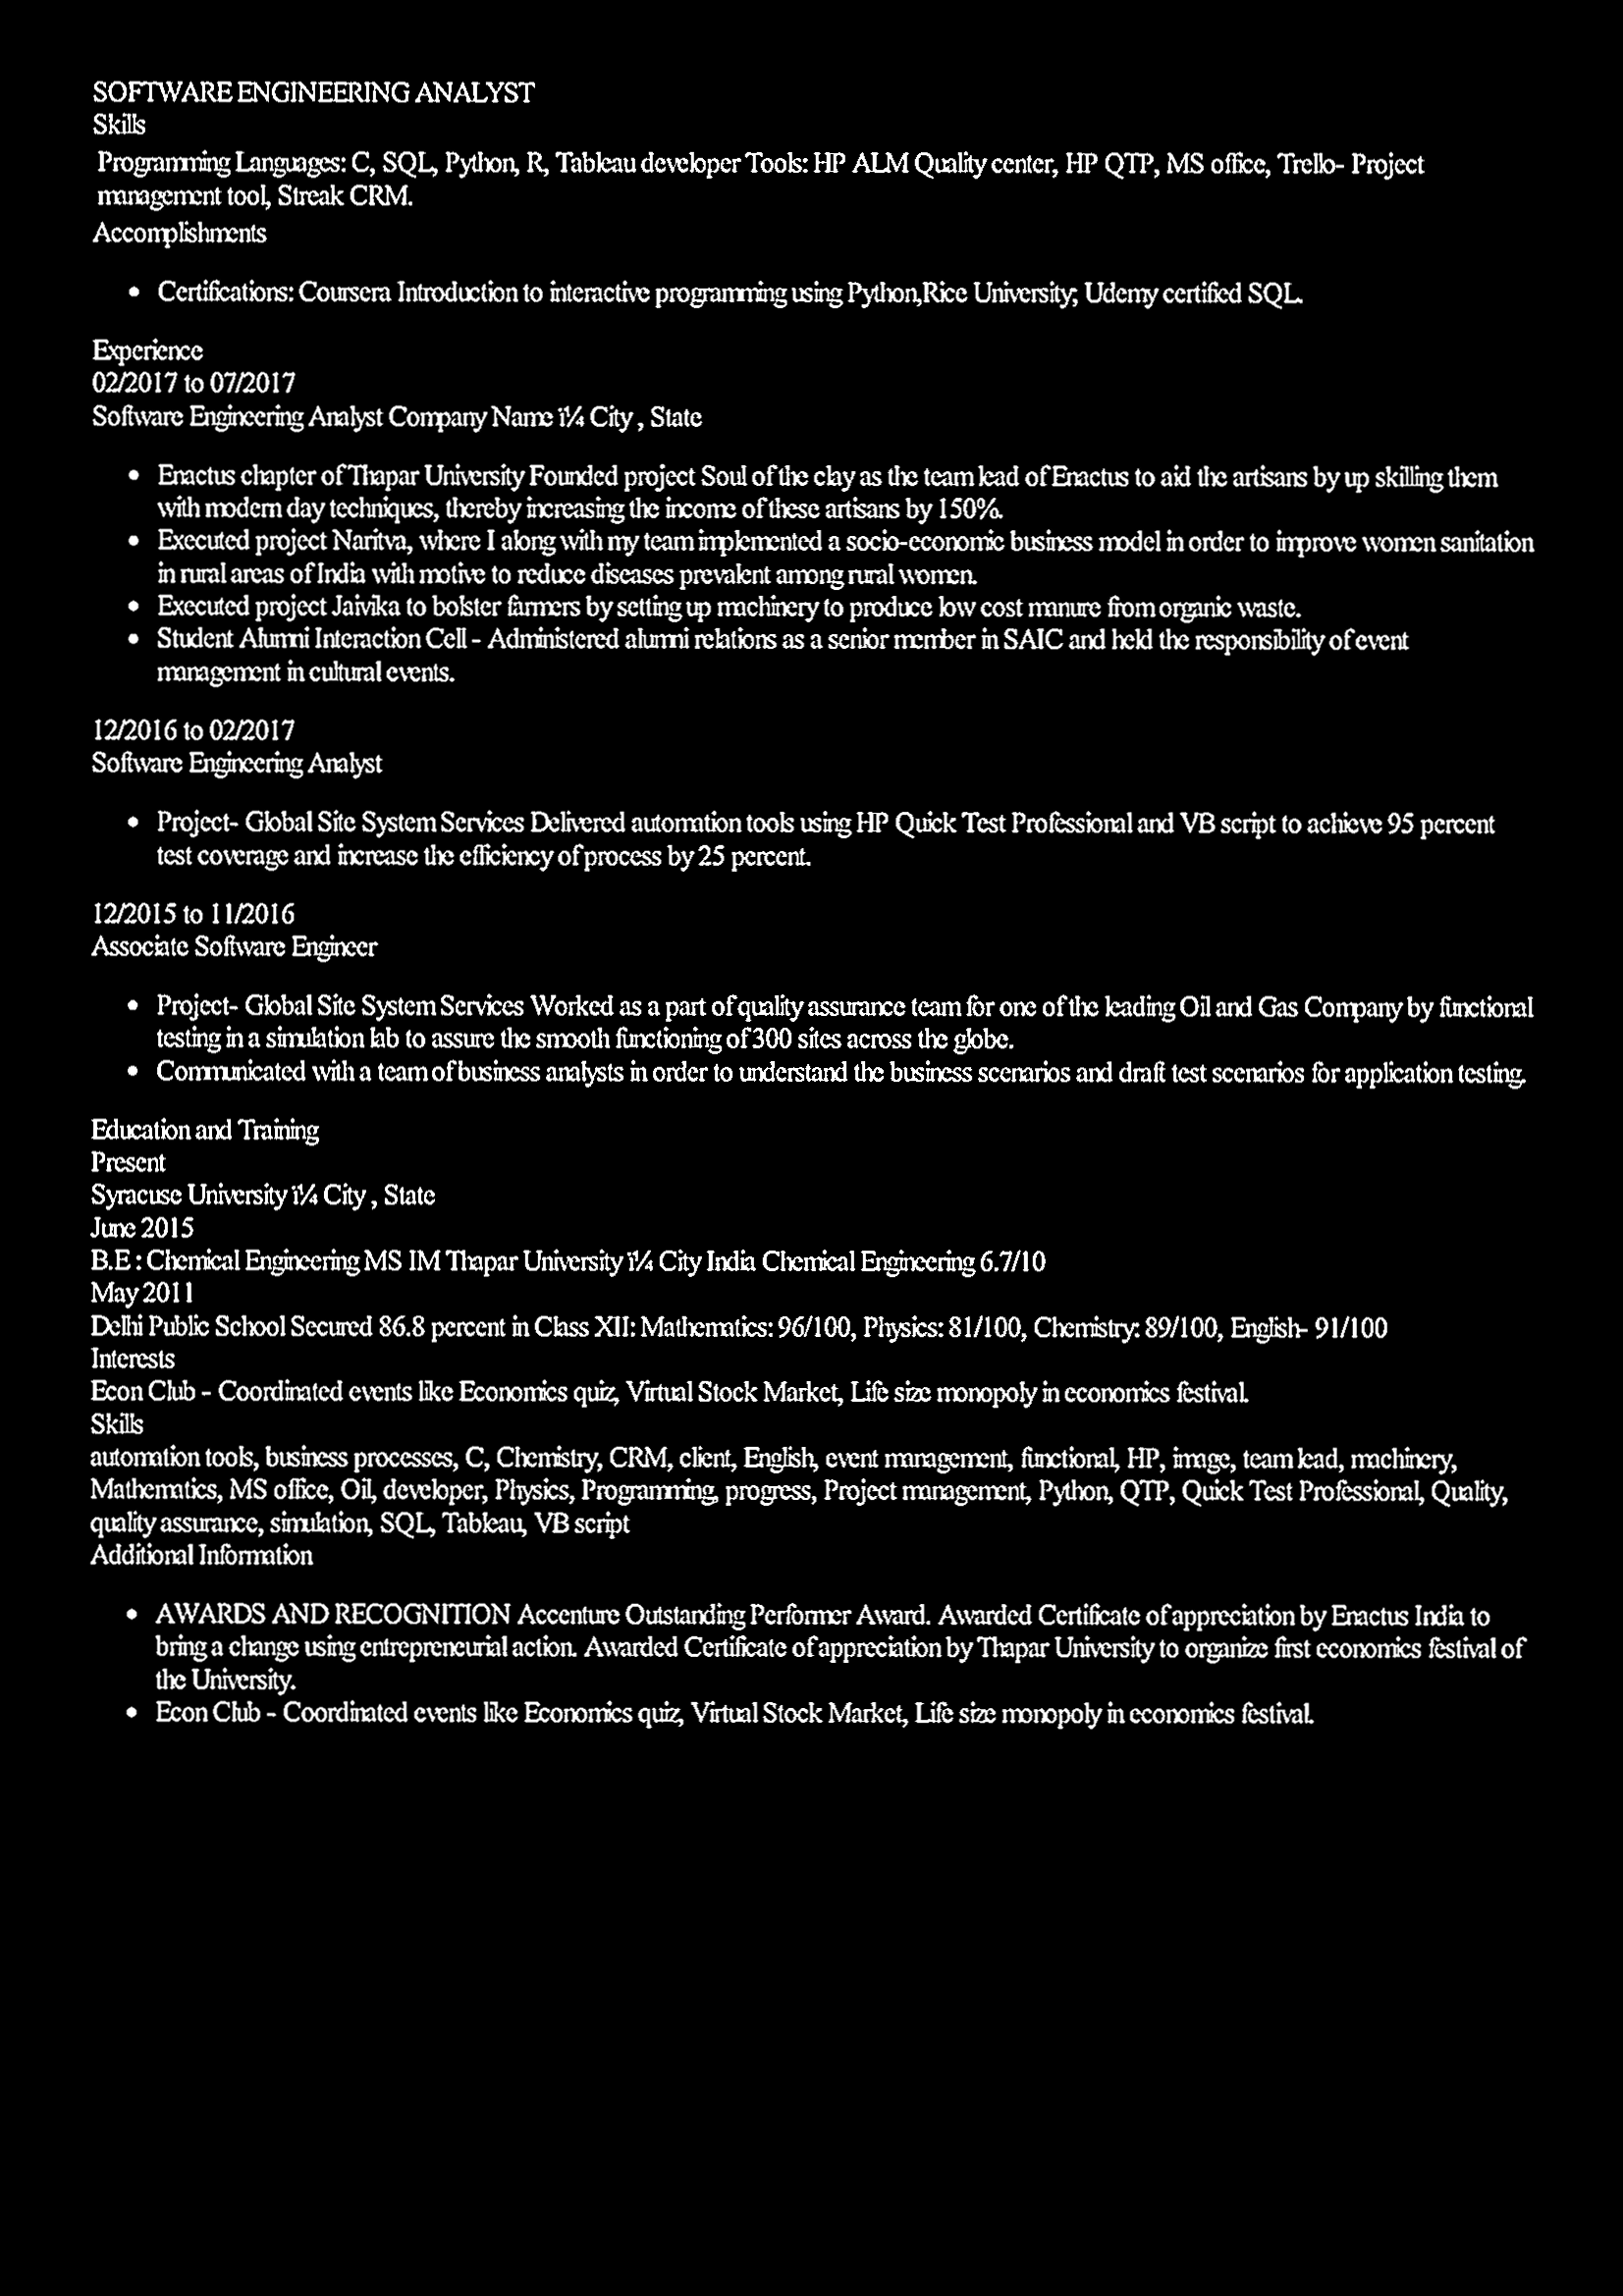 SOFTWARE ENGINEERING ANALYST
Skills
Programming Languages: C, SQL, Python, R, Tableau developer Tools: HP ALM Quality center, HP QTP, MS office, Trello- Project
management tool, Streak CRM.
Accomplishments
• Certifications: Coursera Introduction to interactive programming using Python,Rice University; Udemy certified SQL.
Experience
02/2017 to 07/2017
Software Engineering Analyst Company Name ï¼ City , State
• Enactus chapter of Thapar University Founded project Soul of the clay as the team lead of Enactus to aid the artisans by up skilling them
with modern day techniques, thereby increasing the income of these artisans by 150%.
• Executed project Naritva, where I along with my team implemented a socio-economic business model in order to improve women sanitation
in rural areas of India with motive to reduce diseases prevalent among rural women.
• Executed project Jaivika to bolster farmers by setting up machinery to produce low cost manure from organic waste.
• Student Alumni Interaction Cell - Administered alumni relations as a senior member in SAIC and held the responsibility of event
management in cultural events.
12/2016 to 02/2017
Software Engineering Analyst
• Project- Global Site System Services Delivered automation tools using HP Quick Test Professional and VB script to achieve 95 percent
test coverage and increase the efficiency of process by 25 percent.
12/2015 to 11/2016
Associate Software Engineer
• Project- Global Site System Services Worked as a part of quality assurance team for one of the leading Oil and Gas Company by functional
testing in a simulation lab to assure the smooth functioning of 300 sites across the globe.
• Communicated with a team of business analysts in order to understand the business scenarios and draft test scenarios for application testing.
Education and Training
Present
Syracuse University ï¼ City , State
June 2015
B.E : Chemical Engineering MS IM Thapar University ï¼ City India Chemical Engineering 6.7/10
May 2011
Delhi Public School Secured 86.8 percent in Class XII: Mathematics: 96/100, Physics: 81/100, Chemistry: 89/100, English- 91/100
Interests
Econ Club - Coordinated events like Economics quiz, Virtual Stock Market, Life size monopoly in economics festival.
Skills
automation tools, business processes, C, Chemistry, CRM, client, English, event management, functional, HP, image, team lead, machinery,
Mathematics, MS office, Oil, developer, Physics, Programming, progress, Project management, Python, QTP, Quick Test Professional, Quality,
quality assurance, simulation, SQL, Tableau, VB script
Additional Information
• AWARDS AND RECOGNITION Accenture Outstanding Performer Award. Awarded Certificate of appreciation by Enactus India to
bring a change using entrepreneurial action. Awarded Certificate of appreciation by Thapar University to organize first economics festival of
the University.
• Econ Club - Coordinated events like Economics quiz, Virtual Stock Market, Life size monopoly in economics festival.